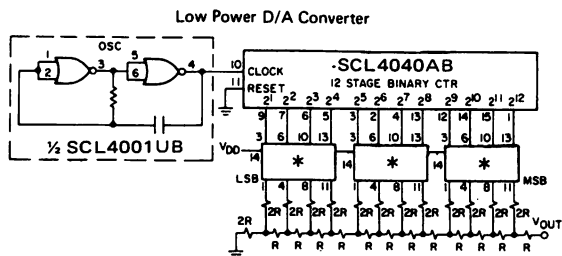 Low Power D/A Converter
OSC
1 2 3 5 6 4
½ SCL4001UB
10 CLOCK
11 RESET
-SCL4040AB
12 STAGE BINARY CTR
2¹ 2² 2³ 2⁴ 2⁵ 2⁶ 2⁷ 2⁸ 2⁹ 2¹⁰ 2¹¹ 2¹²
9 7 6 5 3 2 4 13 12 14 15 1
3 6 10 13 3 6 10 13 3 6 10 13
VDD 14 * 14 * 14 *
LSB 1 4 8 11 1 4 8 11 1 4 8 11 MSB
2R 2R 2R 2R 2R 2R 2R 2R 2R 2R 2R 2R
2R VOUT
R R R R R R R R R R R R